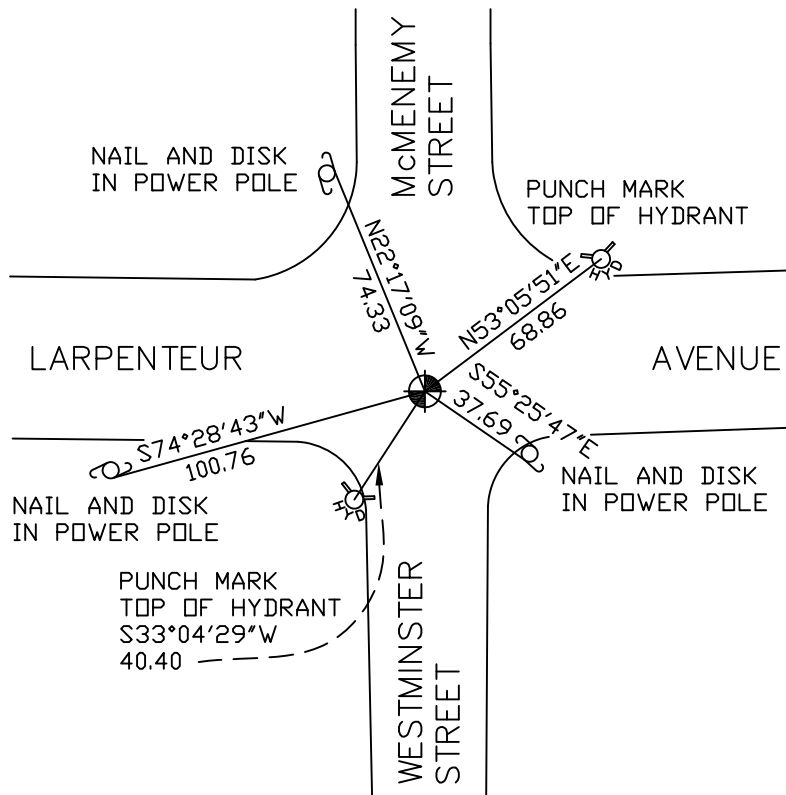 McMENEMY
STREET
NAIL AND DISK
IN POWER POLE
PUNCH MARK
TOP OF HYDRANT
HYD
N22°17'09"W
74.33
N53°05'51"E
68.86
LARPENTEUR
AVENUE
S55°25'47"E
37.69
S74°28'43"W
100.76
NAIL AND DISK
IN POWER POLE
NAIL AND DISK
IN POWER POLE
HYD
PUNCH MARK
TOP OF HYDRANT
S33°04'29"W
40.40
WESTMINSTER
STREET